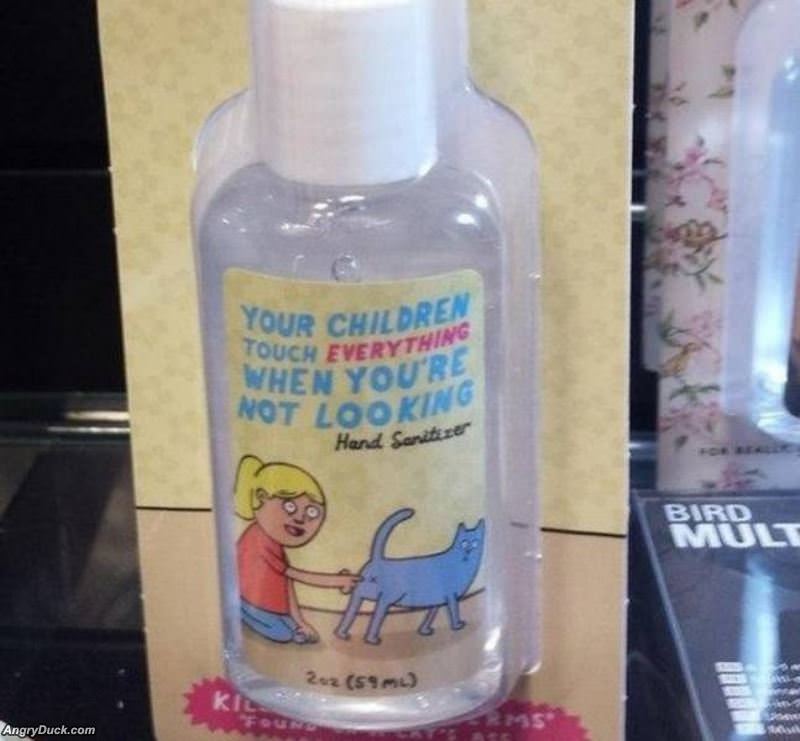 YOUR CHILDREN
TOUCH EVERYTHING
WHEN YOU'RE
NOT LOOKING
Hand Sanitizer
2oz (59ML)
BIRD
MULT
AngryDuck.com